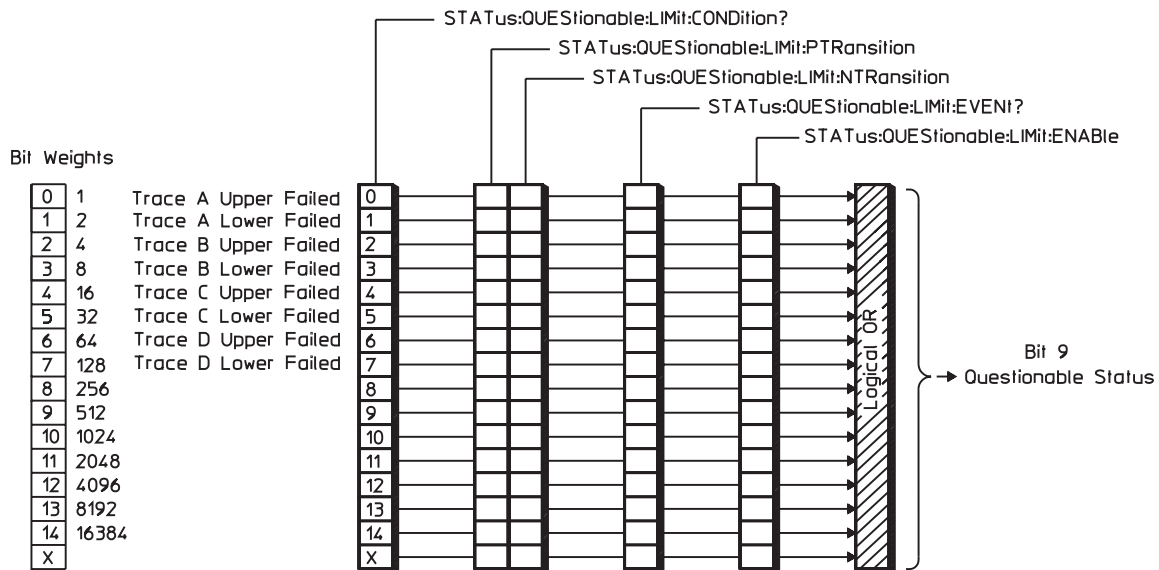 STATus:QUEStionable:LIMit:CONDition?
STATus:QUEStionable:LIMit:PTRansition
STATus:QUEStionable:LIMit:NTRansition
STATus:QUEStionable:LIMit:EVENt?
STATus:QUEStionable:LIMit:ENABle
Bit Weights
0 1 Trace A Upper Failed 0
1 2 Trace A Lower Failed 1
2 4 Trace B Upper Failed 2
3 8 Trace B Lower Failed 3
4 16 Trace C Upper Failed 4
5 32 Trace C Lower Failed 5
6 64 Trace D Upper Failed 6
7 128 Trace D Lower Failed 7
8 256 8
9 512 9
10 1024 10
11 2048 11
12 4096 12
13 8192 13
14 16384 14
X X
Logical OR
Bit 9
Questionable Status